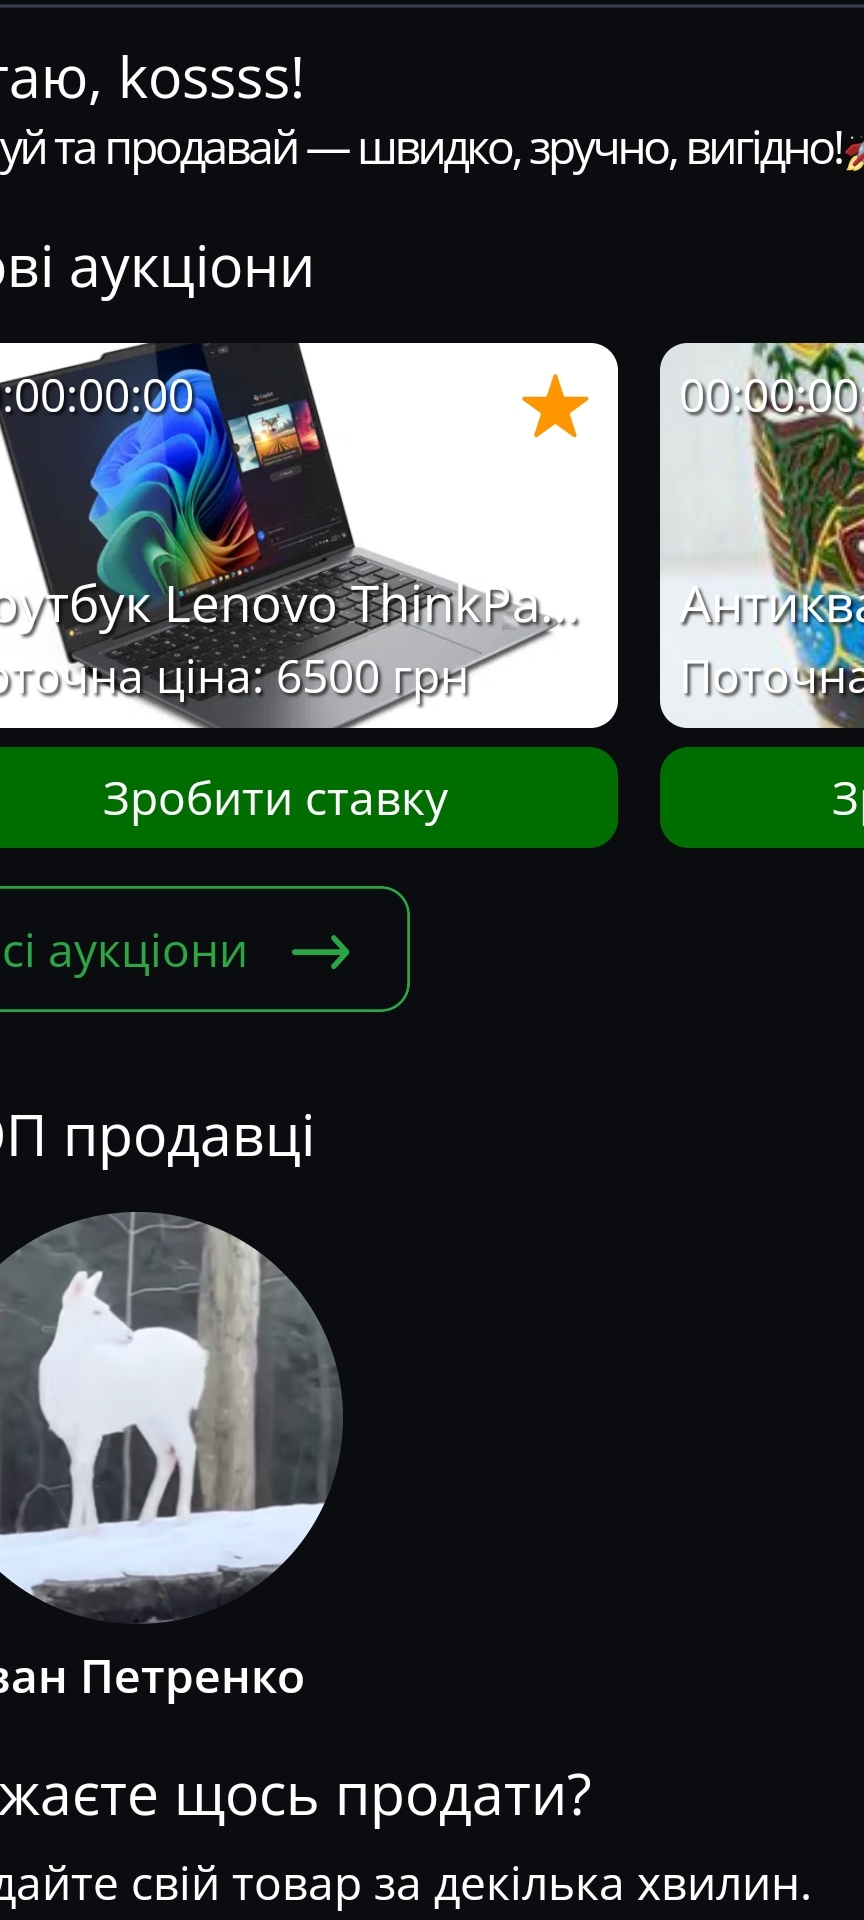 таю, kossss!
уй та продавай — швидко, зручно, вигідно!🚀
ові аукціони
:00:00:00
00:00:00:
оутбук Lenovo ThinkPa...
Антиква
оточна ціна: 6500 грн
Поточна
Зробити ставку
Зр
сі аукціони
ОП продавці
ван Петренко
жаєте щось продати?
дайте свій товар за декілька хвилин.